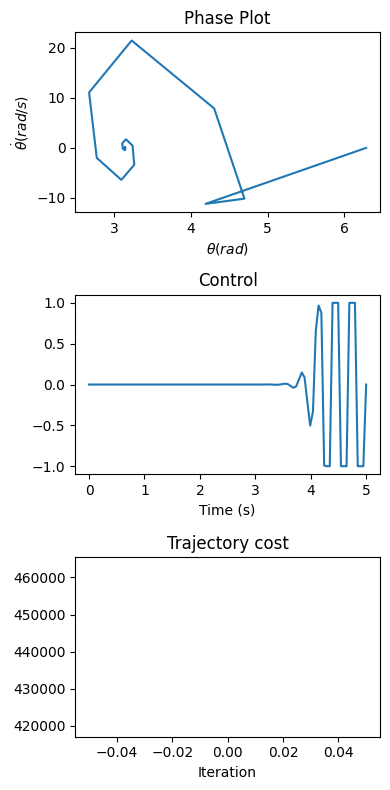 Phase Plot
20
10
0
−10
θ̇(rad/s)
3 4 5 6
θ(rad)
Control
1.0
0.5
0.0
−0.5
−1.0
0 1 2 3 4 5
Time (s)
Trajectory cost
460000
450000
440000
430000
420000
−0.04 −0.02 0.00 0.02 0.04
Iteration